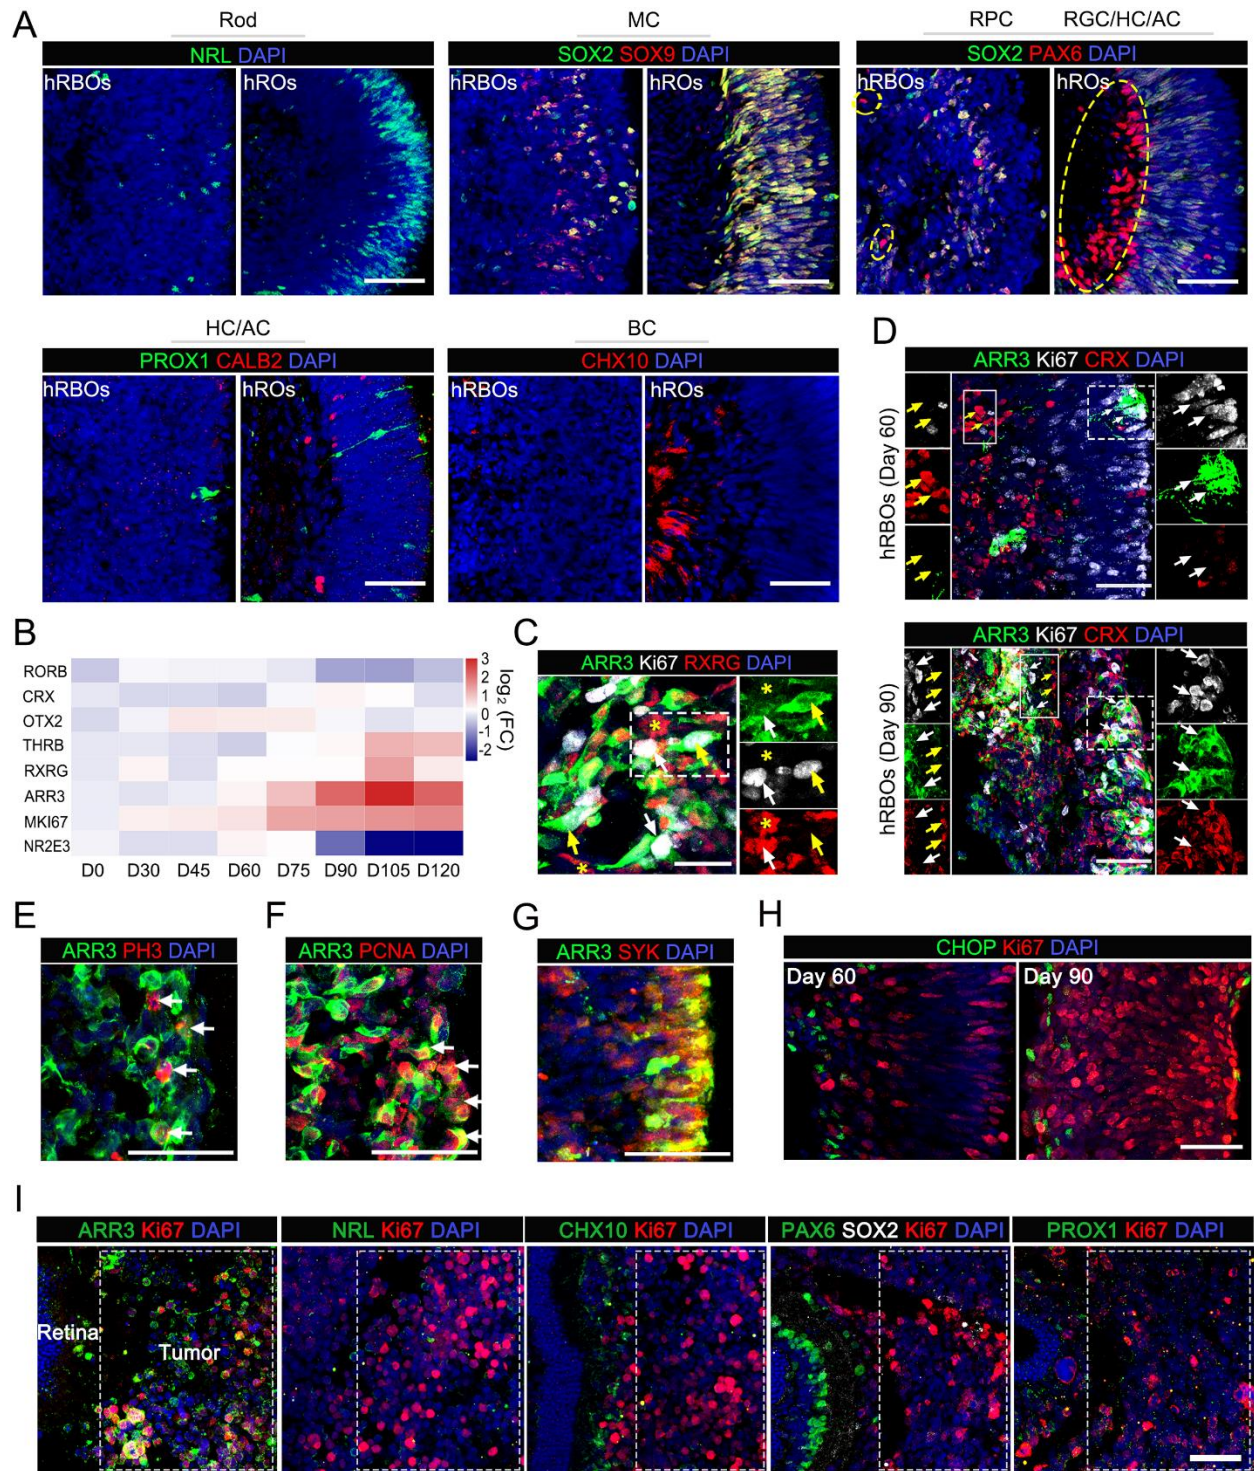 A
Rod
MC
RPC
RGC/HC/AC
NRL DAPI
SOX2 SOX9 DAPI
SOX2 PAX6 DAPI
hRBOs
hROs
hRBOs
hROs
hRBOs
hROs
HC/AC
BC
PROX1 CALB2 DAPI
CHX10 DAPI
hRBOs
hROs
hRBOs
hROs
D
ARR3 Ki67 CRX DAPI
hRBOs (Day 60)
ARR3 Ki67 CRX DAPI
hRBOs (Day 90)
B
RORB
CRX
OTX2
THRB
RXRG
ARR3
MKI67
NR2E3
D0 D30 D45 D60 D75 D90 D105 D120
3
2
1
0
-1
-2
log2 (FC)
C
ARR3 Ki67 RXRG DAPI
*
*
*
*
*
E
ARR3 PH3 DAPI
F
ARR3 PCNA DAPI
G
ARR3 SYK DAPI
H
CHOP Ki67 DAPI
Day 60
Day 90
I
ARR3 Ki67 DAPI
NRL Ki67 DAPI
CHX10 Ki67 DAPI
PAX6 SOX2 Ki67 DAPI
PROX1 Ki67 DAPI
Retina
Tumor